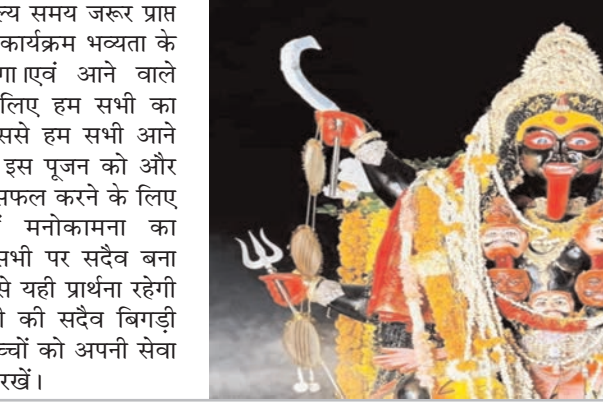 ल्य समय जरूर प्राप्त
कार्यक्रम भव्यता के
गा।एवं आने वाले
लिए हम सभी का
ससे हम सभी आने
इस पूजन को और
सफल करने के लिए
मनोकामना का
सभी पर सदैव बना
से यही प्रार्थना रहेगी
की सदैव बिगड़ी
च्चों को अपनी सेवा
रखें।